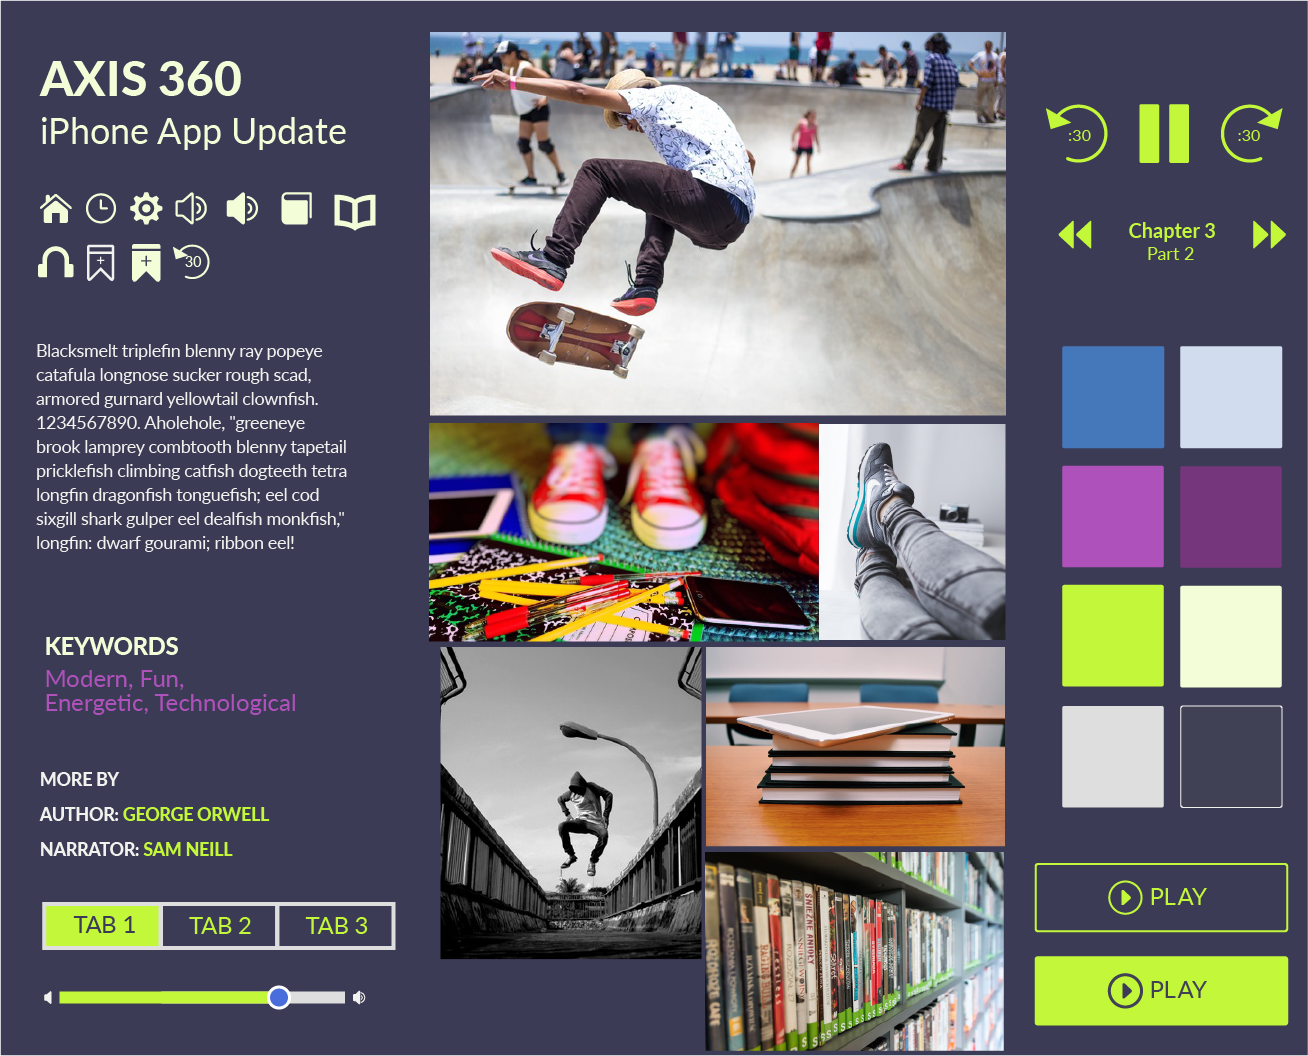 AXIS 360
iPhone App Update
30
Blacksmelt triplefin blenny ray popeye
catafula longnose sucker rough scad,
armored gurnard yellowtail clownfish.
1234567890. Aholehole, "greeneye
brook lamprey combtooth blenny tapetail
pricklefish climbing catfish dogteeth tetra
longfin dragonfish tonguefish; eel cod
sixgill shark gulper eel dealfish monkfish,"
longfin: dwarf gourami; ribbon eel!
KEYWORDS
Modern, Fun,
Energetic, Technological
MORE BY
AUTHOR: GEORGE ORWELL
NARRATOR: SAM NEILL
TAB 1 TAB 2 TAB 3
:30 :30
Chapter 3
Part 2
PLAY
PLAY